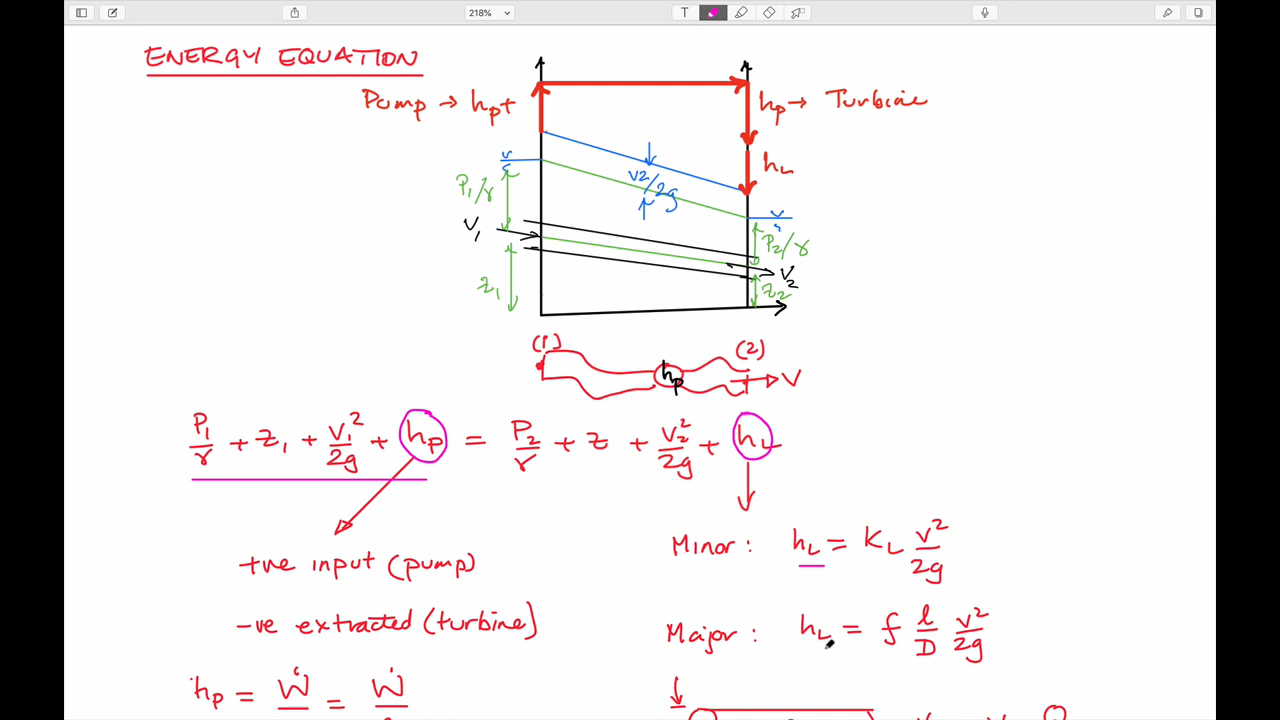 218%
T
ENERGY EQUATION
Pump → hp+
hp → Turbine
hL
P1/γ
V2/2g
V1
P2/γ
V2
Z1
Z2
(1)
(2)
hp
V
P1/γ + Z1 + V1²/2g + hp = P2/γ + Z + V2²/2g + hL
+ve input (pump)
-ve extracted (turbine)
Minor: hL = KL V²/2g
Major: hL = f l/D V²/2g
hp = Ẇ = Ẇ